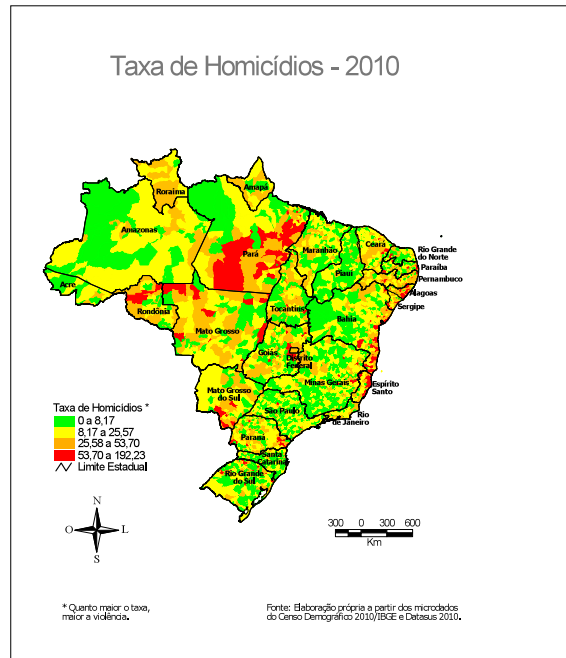 Taxa de Homicídios - 2010
Roraima
Amapá
Amazonas
Pará
Maranhão
Ceará
Rio Grande
do Norte
Paraíba
Piauí
Pernambuco
Acre
Alagoas
Sergipe
Rondônia
Tocantins
Bahia
Mato Grosso
Goiás
Distrito
Federal
Minas Gerais
Mato Grosso
do Sul
Espírito
Santo
São Paulo
Rio
de Janeiro
Paraná
Santa
Catarina
Rio Grande
do Sul
Taxa de Homicídios *
0 a 8,17
8,17 a 25,57
25,58 a 53,70
53,70 a 192,23
Limite Estadual
N
O
L
S
300 0 300 600
Km
* Quanto maior o taxa,
maior a violência.
Fonte: Elaboração própria a partir dos microdados
do Censo Demográfico 2010/IBGE e Datasus 2010.